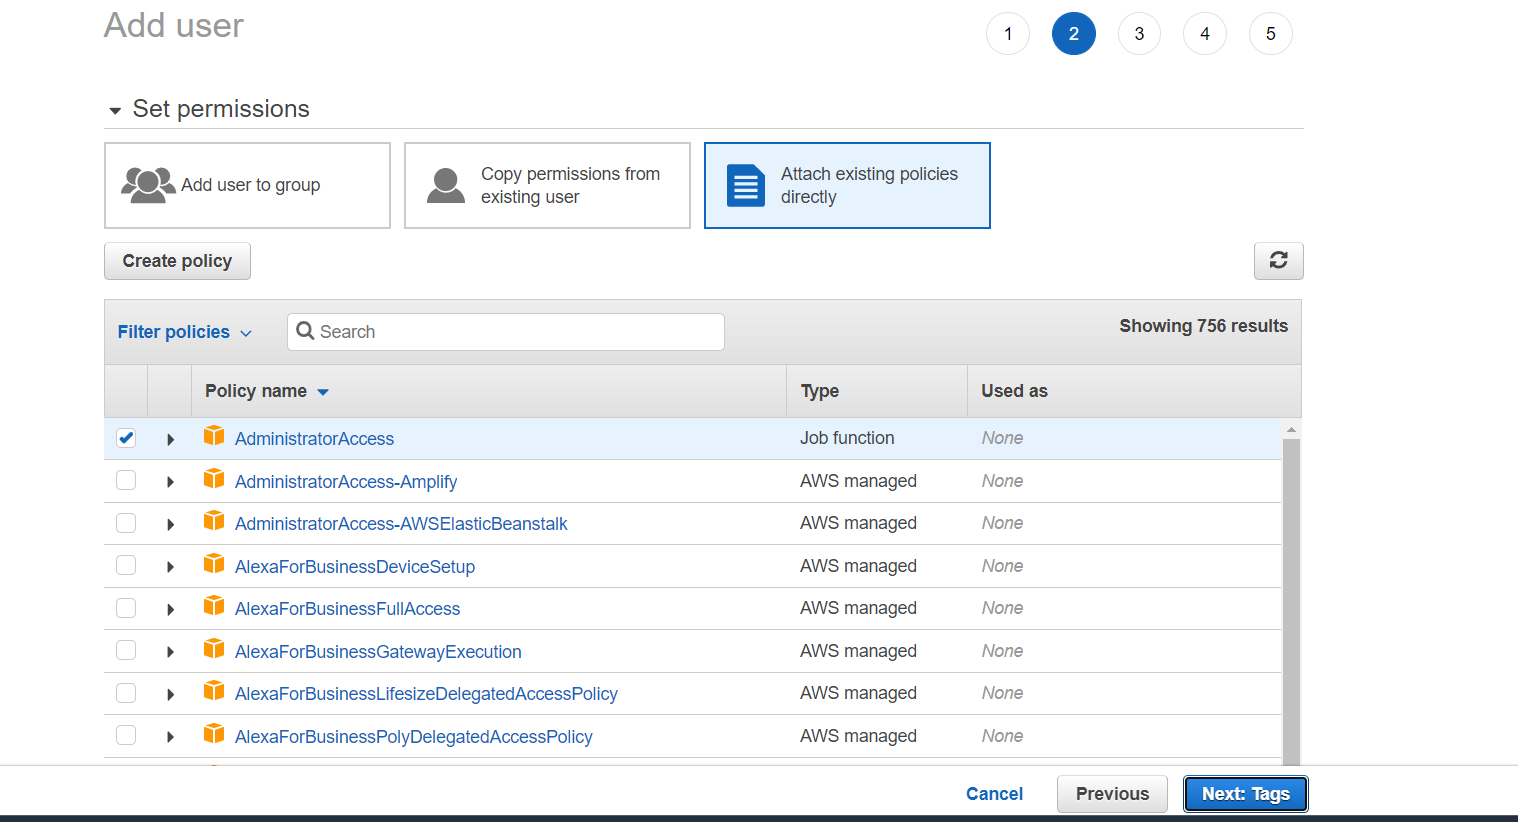 Add user
1 2 3 4 5
Set permissions
Add user to group
Copy permissions from
existing user
Attach existing policies
directly
Create policy
Filter policies
Search
Showing 756 results
Policy name Type Used as
AdministratorAccess Job function None
AdministratorAccess-Amplify AWS managed None
AdministratorAccess-AWSElasticBeanstalk AWS managed None
AlexaForBusinessDeviceSetup AWS managed None
AlexaForBusinessFullAccess AWS managed None
AlexaForBusinessGatewayExecution AWS managed None
AlexaForBusinessLifesizeDelegatedAccessPolicy AWS managed None
AlexaForBusinessPolyDelegatedAccessPolicy AWS managed None
Cancel Previous Next: Tags